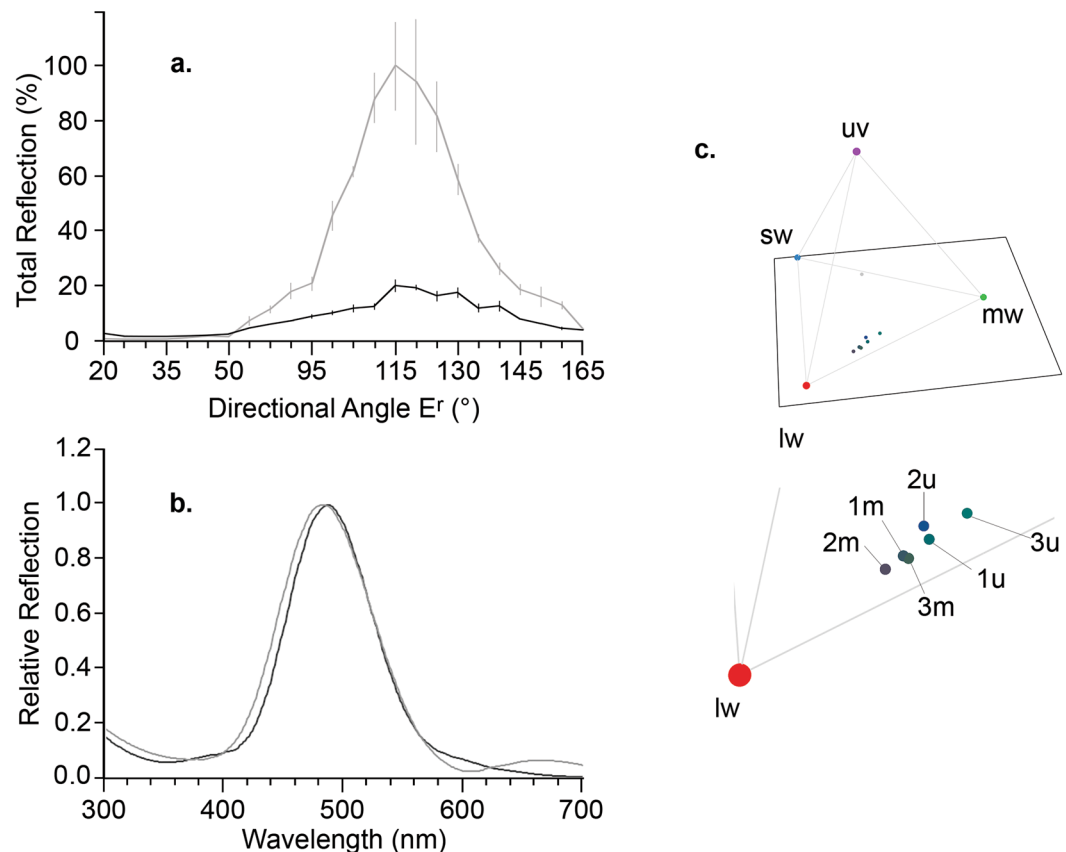 a.
Total Reflection (%)
100
80
60
40
20
0
20 35 50 95 115 130 145 165
Directional Angle Eʳ (°)
b.
Relative Reflection
1.2
1.0
0.8
0.6
0.4
0.2
0.0
300 400 500 600 700
Wavelength (nm)
c.
uv
sw
mw
lw
2u
1m
2m
3u
1u
3m
lw